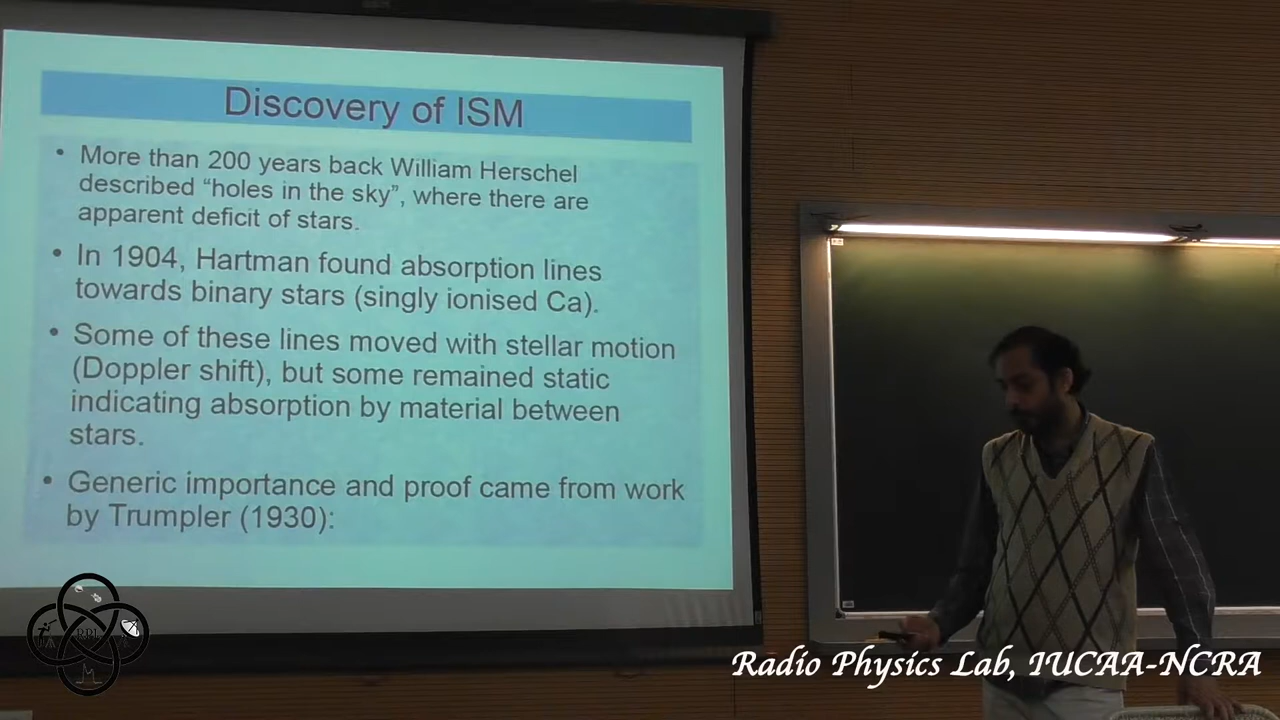 Discovery of ISM
• More than 200 years back William Herschel
described “holes in the sky”, where there are
apparent deficit of stars.
• In 1904, Hartman found absorption lines
towards binary stars (singly ionised Ca).
• Some of these lines moved with stellar motion
(Doppler shift), but some remained static
indicating absorption by material between
stars.
• Generic importance and proof came from work
by Trumpler (1930):
Radio Physics Lab, IUCAA-NCRA